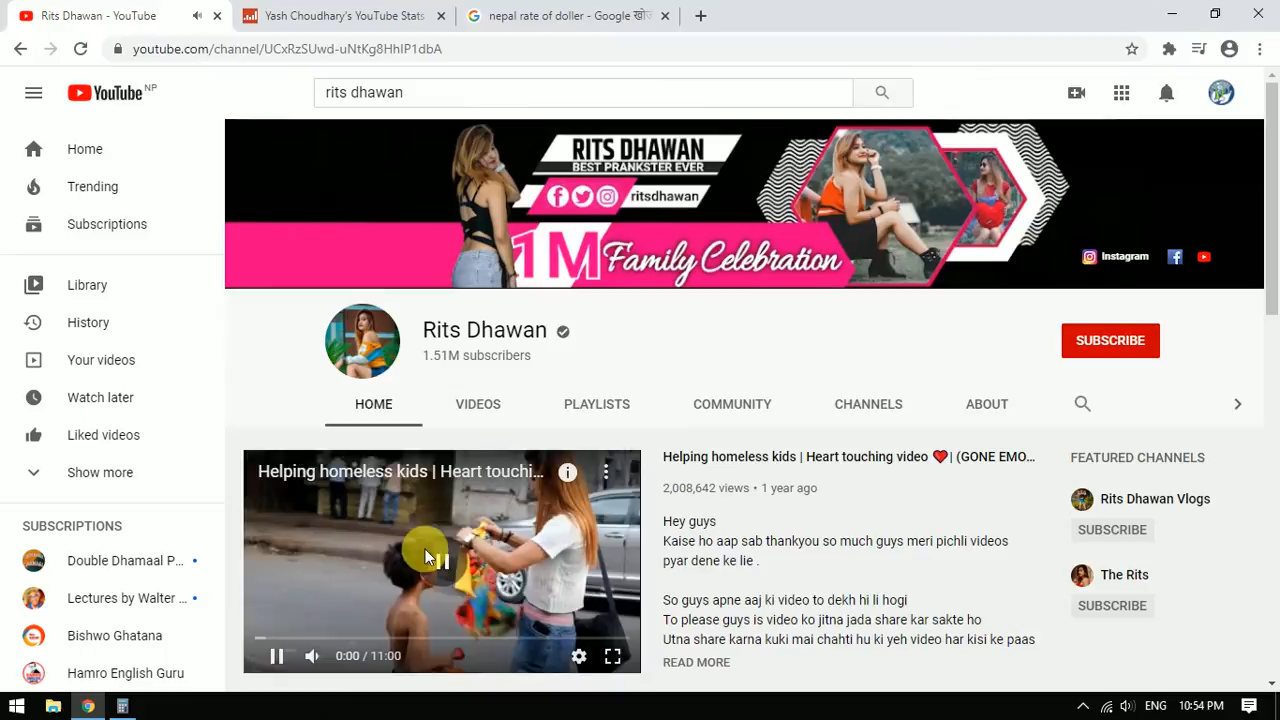 Rits Dhawan - YouTube
Yash Choudhary's YouTube Stats
nepal rate of doller - Google खोज
youtube.com/channel/UCxRzSUwd-uNtKg8HhIP1dbA
YouTube NP
rits dhawan
Home
Trending
Subscriptions
Library
History
Your videos
Watch later
Liked videos
Show more
SUBSCRIPTIONS
Double Dhamaal P...
Lectures by Walter ...
Bishwo Ghatana
Hamro English Guru
RITS DHAWAN
BEST PRANKSTER EVER
ritsdhawan
1M Family Celebration
Instagram
Rits Dhawan
1.51M subscribers
SUBSCRIBE
HOME VIDEOS PLAYLISTS COMMUNITY CHANNELS ABOUT
Helping homeless kids | Heart touchi...
0:00 / 11:00
Helping homeless kids | Heart touching video ❤️| (GONE EMO...
2,008,642 views • 1 year ago
Hey guys
Kaise ho aap sab thankyou so much guys meri pichli videos
pyar dene ke lie .
So guys apne aaj ki video to dekh hi li hogi
To please guys is video ko jitna jada share kar sakte ho
Utna share karna kuki mai chahti hu ki yeh video har kisi ke paas
READ MORE
FEATURED CHANNELS
Rits Dhawan Vlogs
SUBSCRIBE
The Rits
SUBSCRIBE
ENG 10:54 PM